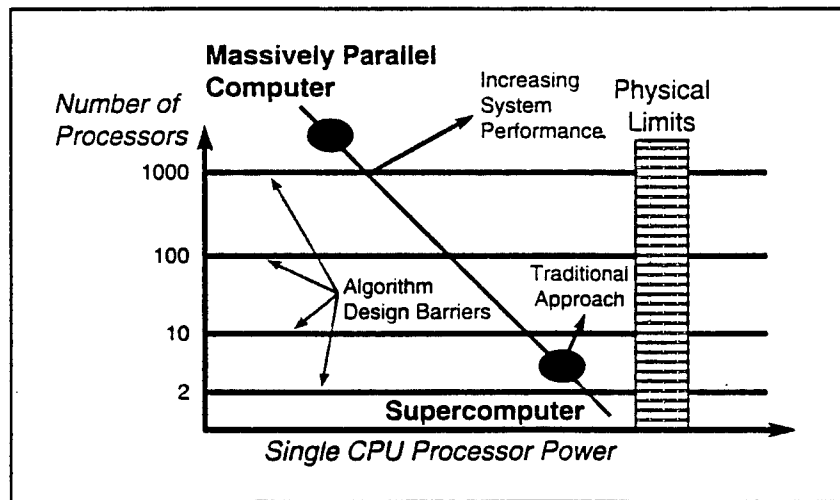 Massively Parallel
Computer
Number of
Processors
Increasing
System
Performance.
Physical
Limits
1000
100
Algorithm
Design Barriers
Traditional
Approach
10
2
Supercomputer
Single CPU Processor Power